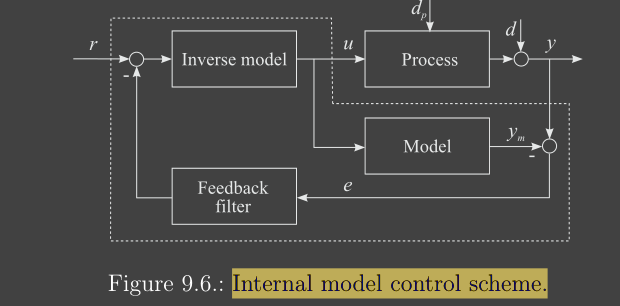 d_p
r
-
Inverse model
u
Process
d
y
Model
y_m
-
Feedback
filter
e
Figure 9.6.: Internal model control scheme.